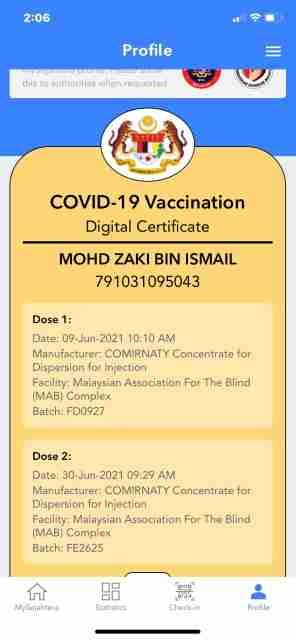 2:06
Profile
this to authorities when requested
COVID-19 Vaccination
Digital Certificate
MOHD ZAKI BIN ISMAIL
791031095043
Dose 1:
Date: 09-Jun-2021 10:10 AM
Manufacturer: COMIRNATY Concentrate for
Dispersion for Injection
Facility: Malaysian Association For The Blind
(MAB) Complex
Batch: FD0927
Dose 2:
Date: 30-Jun-2021 09:29 AM
Manufacturer: COMIRNATY Concentrate for
Dispersion for Injection
Facility: Malaysian Association For The Blind
(MAB) Complex
Batch: FE2625
MySejahtera
Statistics
Check-in
Profile